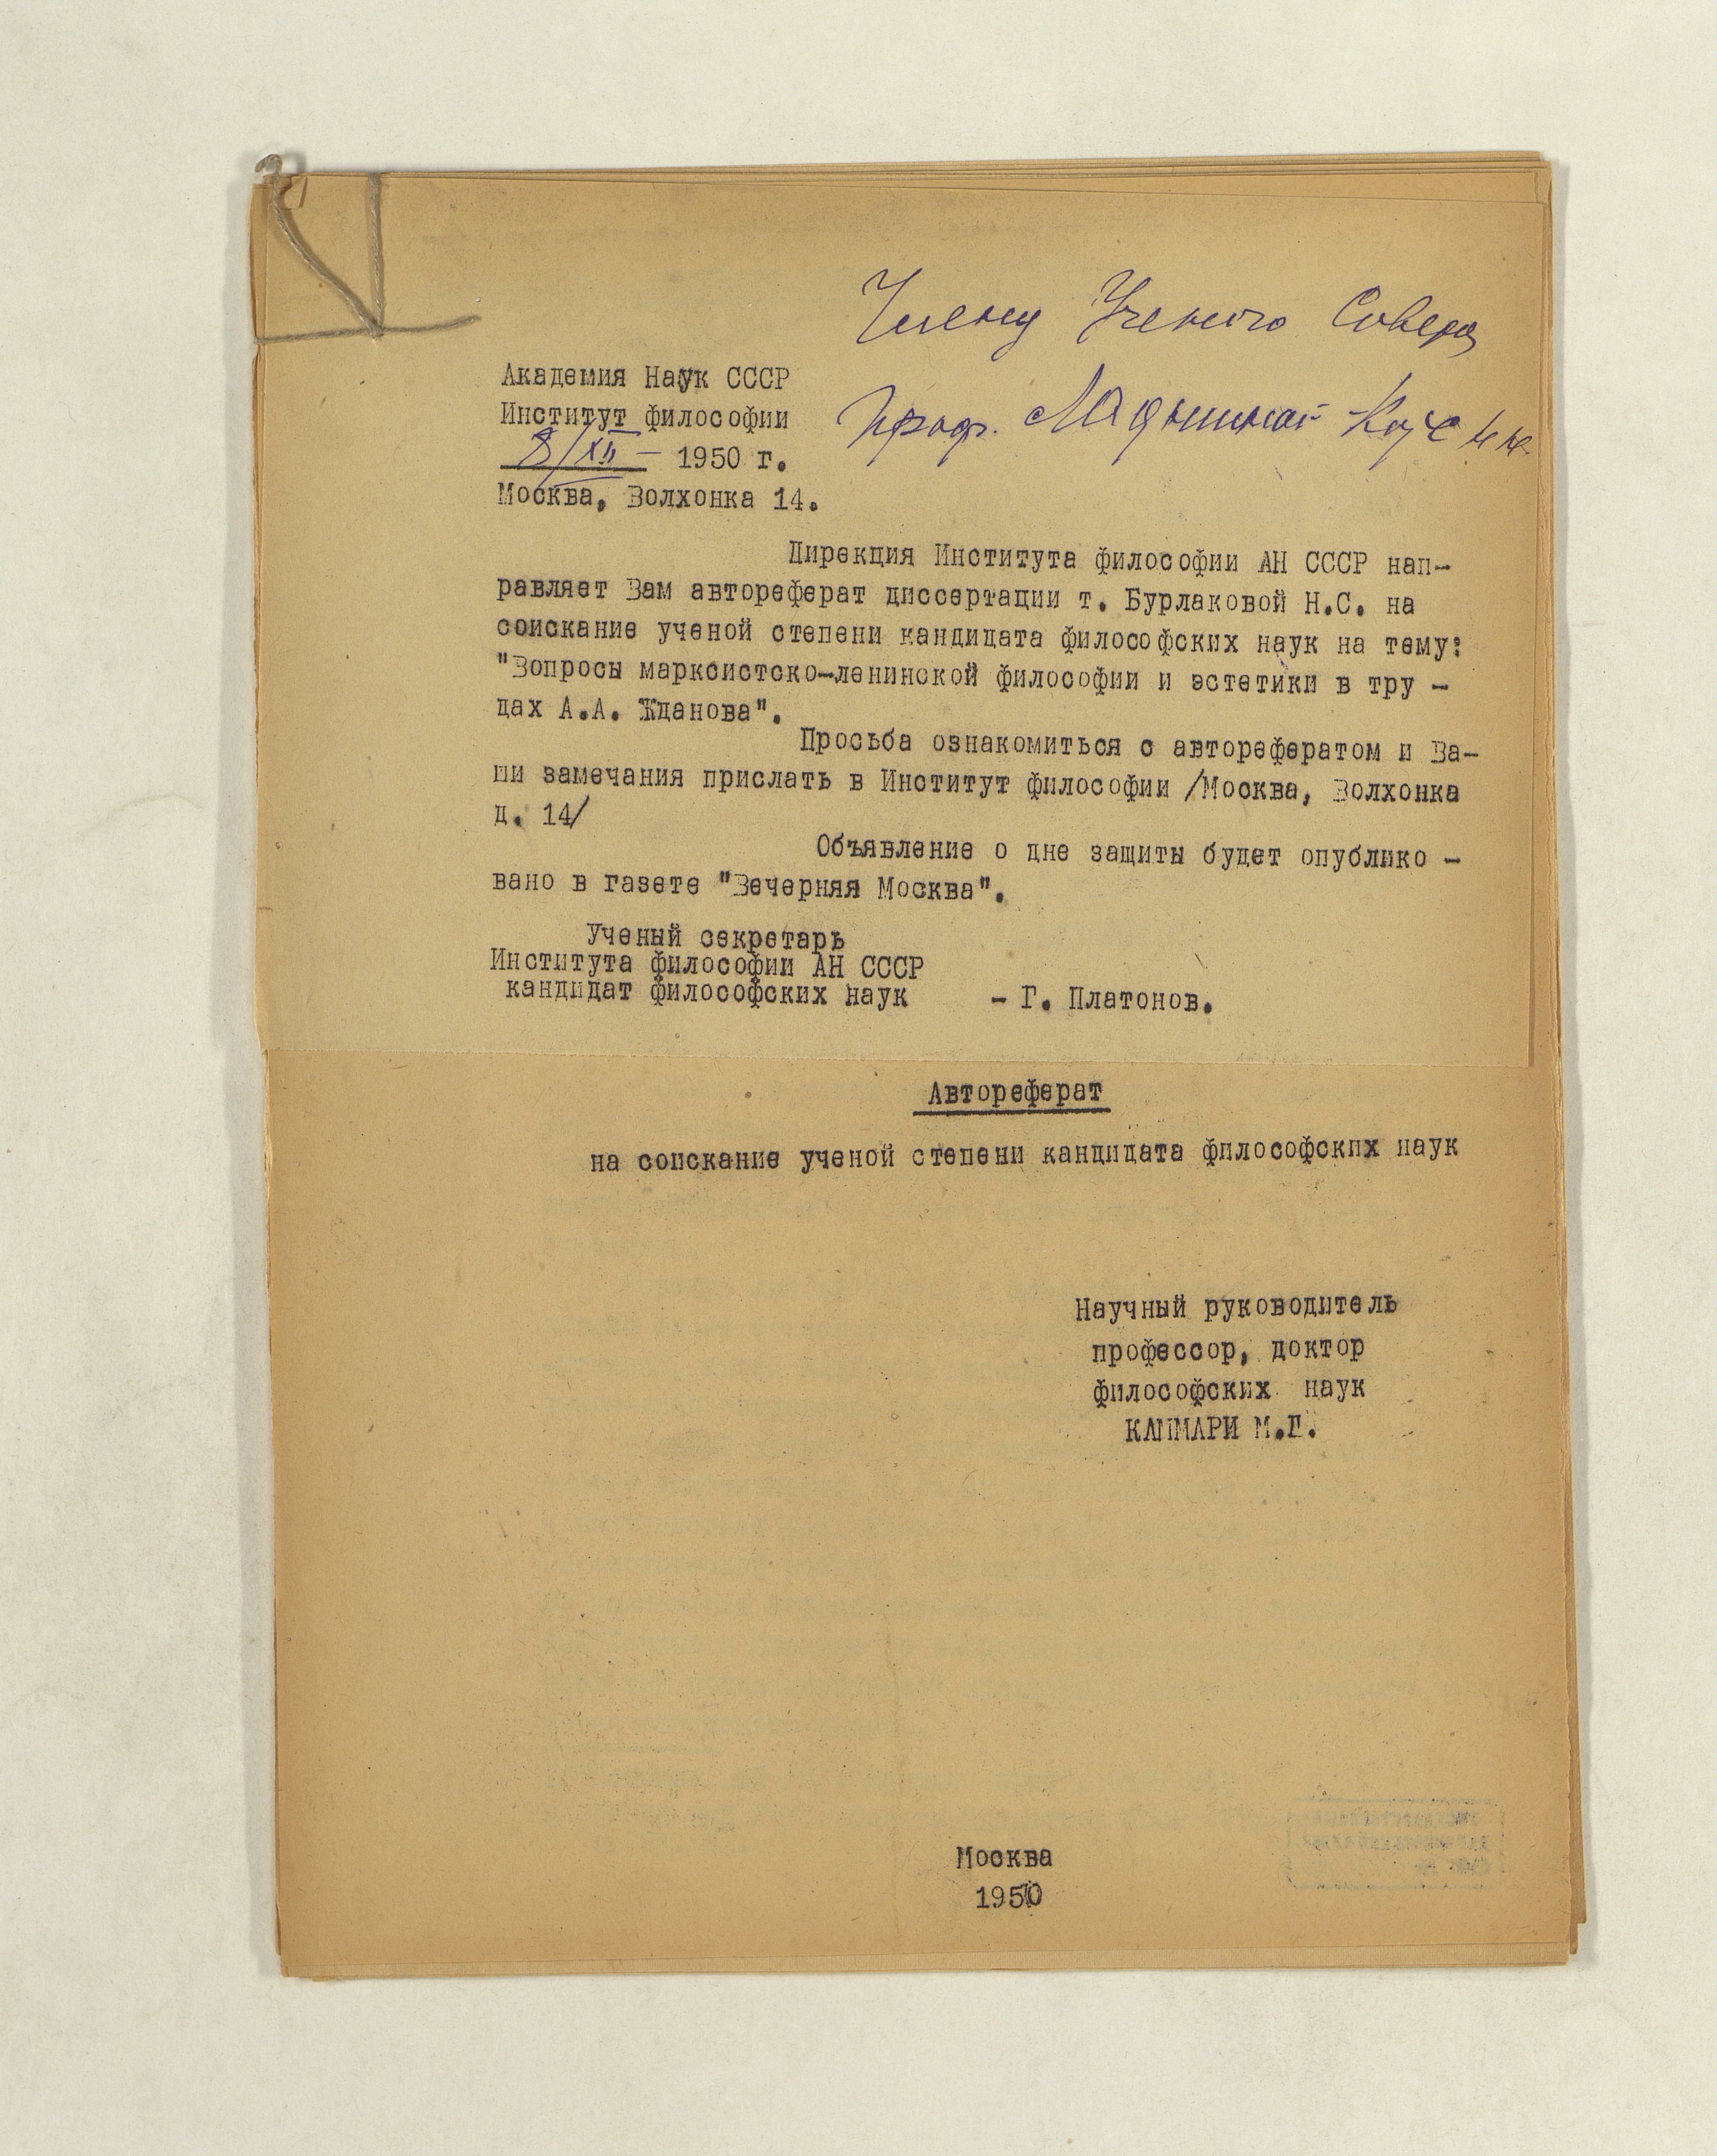 Члену Ученого Совета
Академия Наук СССР
Институт философии
проф.
8/XII – 1950 г.
Москва, Волхонка 14.
Дирекция Института философии АН СССР нап-
равляет Вам автореферат диссертации т. Бурлаковой Н.С. на
соискание ученой степени кандидата философских наук на тему:
"Вопросы марксистско-ленинской философии и эстетики в тру -
дах А.А. Жданова".
Просьба ознакомиться с авторефератом и Ва-
ши замечания прислать в Институт философии /Москва, Волхонка
д. 14/
Объявление о дне защиты будет опублико -
вано в газете "Вечерняя Москва".
Ученый секретарь
Института философии АН СССР
кандидат философских наук - Г. Платонов.
Автореферат
на соискание ученой степени кандидата философских наук
Научный руководитель
профессор, доктор
философских наук
КАММАРИ М.Д.
Москва
1950